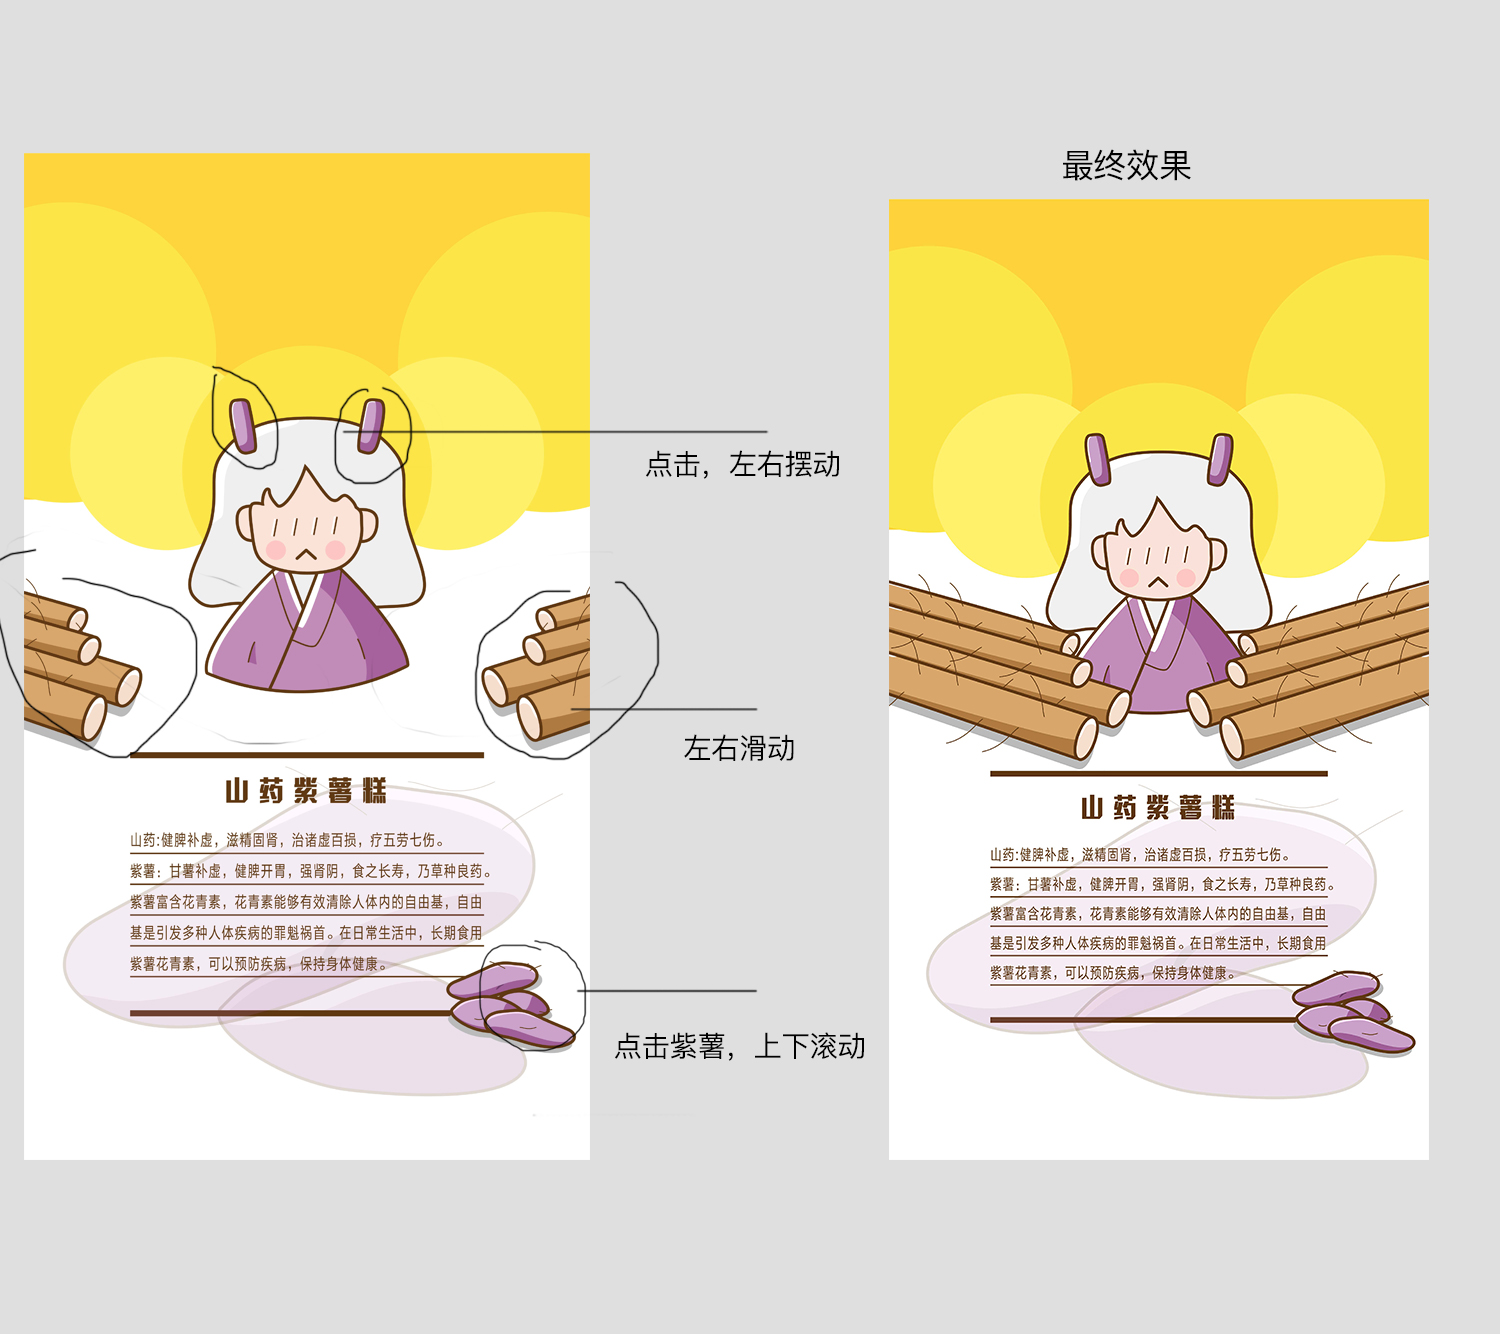 最终效果
点击，左右摆动
左右滑动
山药紫薯糕
山药:健脾补虚，滋精固肾，治诸虚百损，疗五劳七伤。
紫薯：甘薯补虚，健脾开胃，强肾阴，食之长寿，乃草种良药。
紫薯富含花青素，花青素能够有效清除人体内的自由基，自由
基是引发多种人体疾病的罪魁祸首。在日常生活中，长期食用
紫薯花青素，可以预防疾病，保持身体健康。
点击紫薯，上下滚动
山药紫薯糕
山药:健脾补虚，滋精固肾，治诸虚百损，疗五劳七伤。
紫薯：甘薯补虚，健脾开胃，强肾阴，食之长寿，乃草种良药。
紫薯富含花青素，花青素能够有效清除人体内的自由基，自由
基是引发多种人体疾病的罪魁祸首。在日常生活中，长期食用
紫薯花青素，可以预防疾病，保持身体健康。